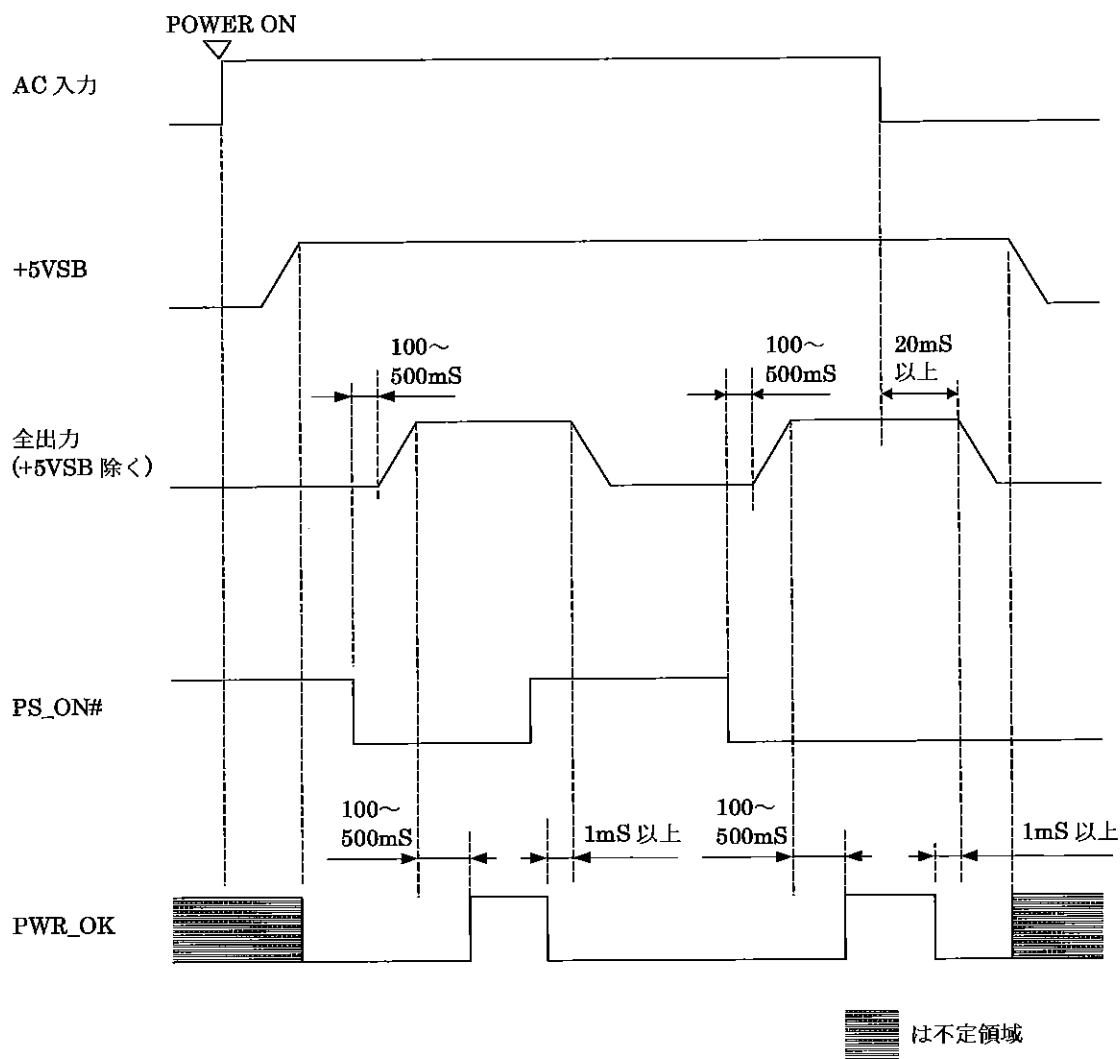 POWER ON
AC 入力
+5VSB
100～
500mS
100～
500mS
20mS
以上
全出力
(+5VSB 除く)
PS_ON#
100～
500mS
1mS 以上
100～
500mS
1mS 以上
PWR_OK
は不定領域